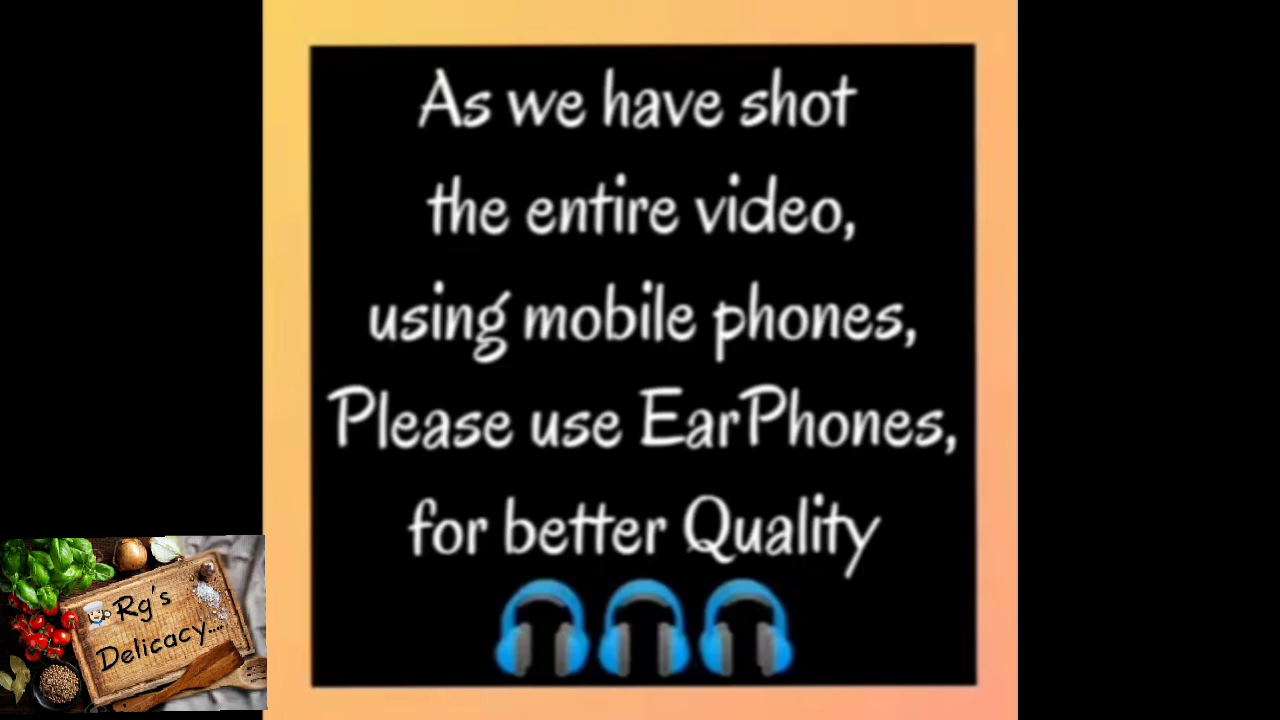 As we have shot
the entire video,
using mobile phones,
Please use EarPhones,
for better Quality
Rg's
Delicacy....